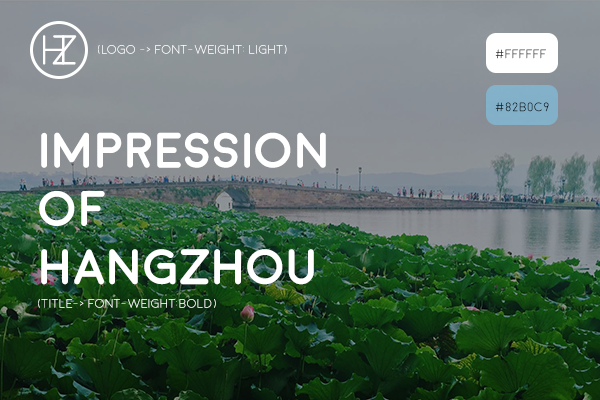 HZ
(LOGO -> FONT-WEIGHT: LIGHT)
#FFFFFF
#82B0C9
IMPRESSION
OF
HANGZHOU
(TITLE-> FONT-WEIGHT:BOLD)